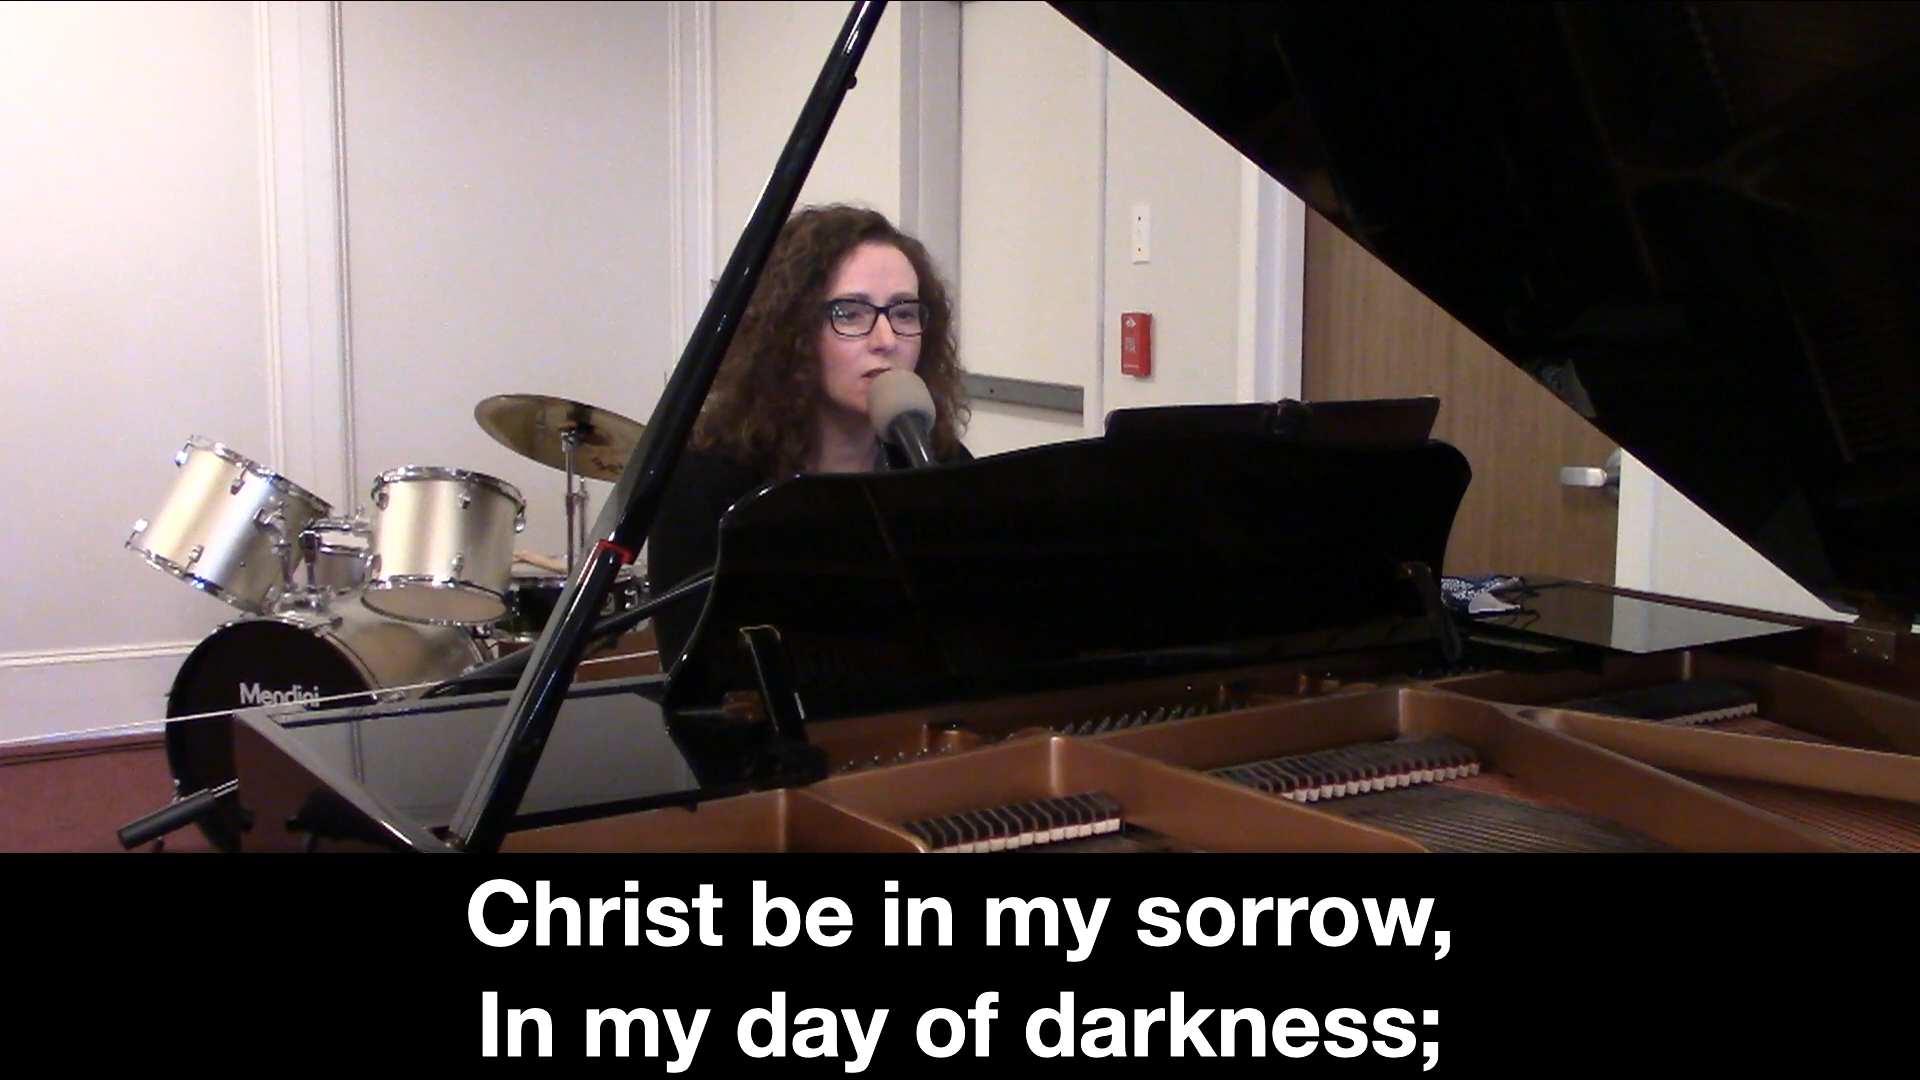 Mendini
Christ be in my sorrow,
In my day of darkness;